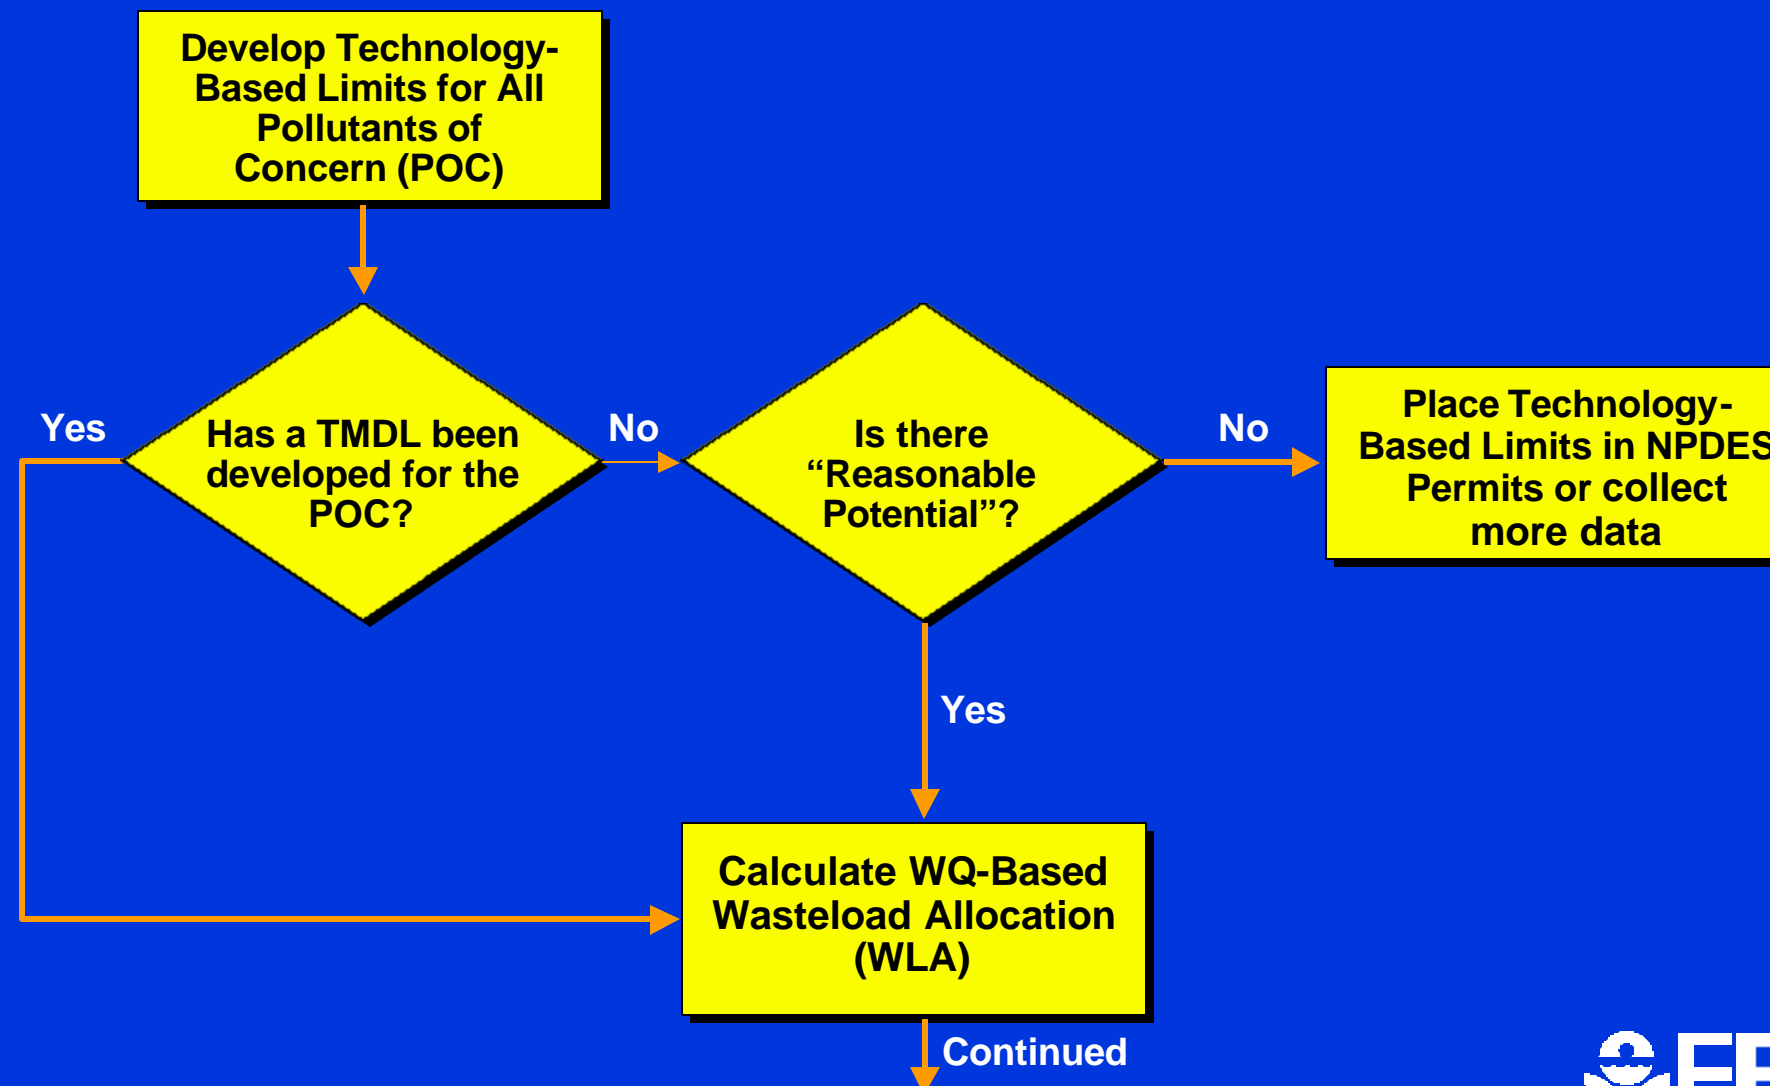 Develop Technology-
Based Limits for All
Pollutants of
Concern (POC)
Yes
Has a TMDL been
developed for the
POC?
No
Is there
“Reasonable
Potential”?
No
Place Technology-
Based Limits in NPDES
Permits or collect
more data
Yes
Calculate WQ-Based
Wasteload Allocation
(WLA)
Continued